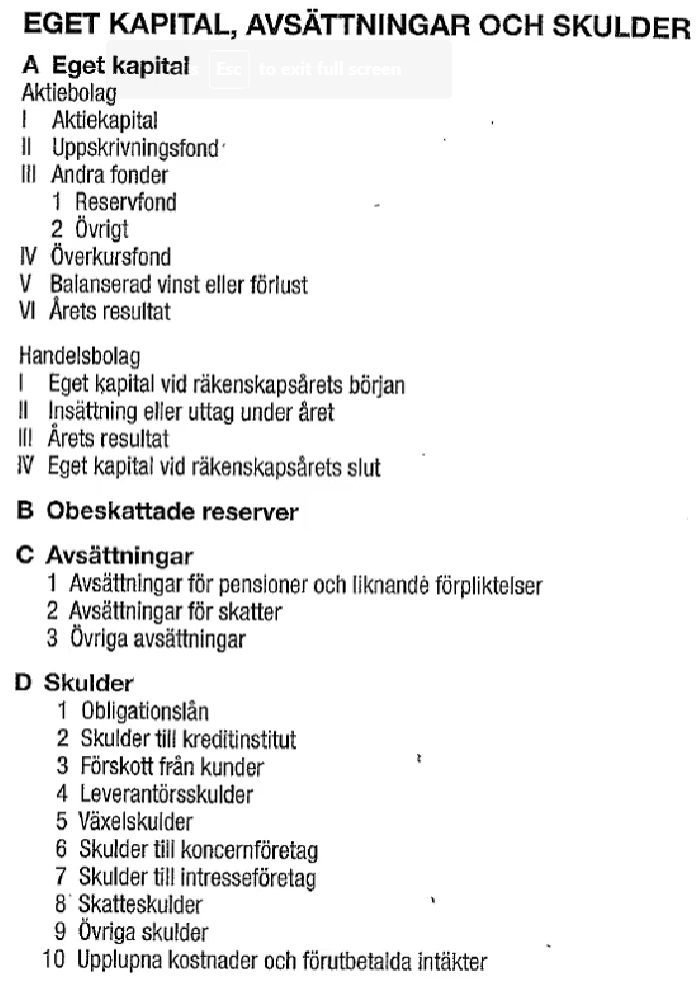 EGET KAPITAL, AVSÄTTNINGAR OCH SKULDER
A Eget kapital
Esc to exit full screen
Aktiebolag
I Aktiekapital
II Uppskrivningsfond
III Andra fonder
1 Reservfond
2 Övrigt
IV Överkursfond
V Balanserad vinst eller förlust
VI Årets resultat
Handelsbolag
I Eget kapital vid räkenskapsårets början
II Insättning eller uttag under året
III Årets resultat
IV Eget kapital vid räkenskapsårets slut
B Obeskattade reserver
C Avsättningar
1 Avsättningar för pensioner och liknande förpliktelser
2 Avsättningar för skatter
3 Övriga avsättningar
D Skulder
1 Obligationslån
2 Skulder till kreditinstitut
3 Förskott från kunder
4 Leverantörsskulder
5 Växelskulder
6 Skulder till koncernföretag
7 Skulder till intresseföretag
8 Skatteskulder
9 Övriga skulder
10 Upplupna kostnader och förutbetalda intäkter